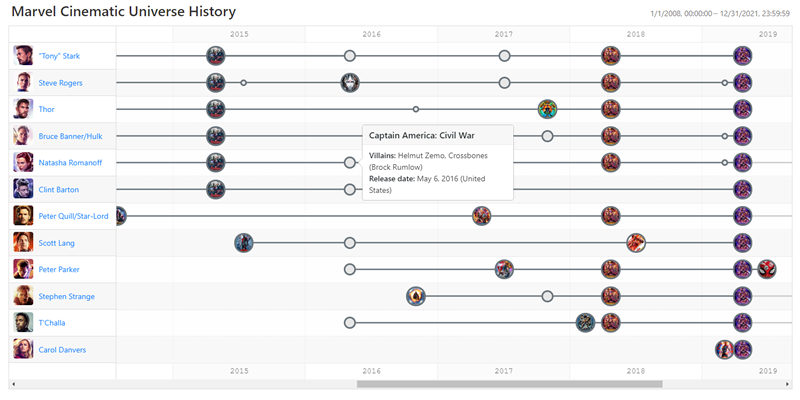 Marvel Cinematic Universe History
1/1/2008, 00:00:00 – 12/31/2021, 23:59:59
2015 2016 2017 2018 2019
"Tony" Stark
Steve Rogers
Thor
Bruce Banner/Hulk
Natasha Romanoff
Clint Barton
Peter Quill/Star-Lord
Scott Lang
Peter Parker
Stephen Strange
T'Challa
Carol Danvers
Captain America: Civil War
Villains: Helmut Zemo, Crossbones
(Brock Rumlow)
Release date: May 6, 2016 (United
States)
2015 2016 2017 2018 2019